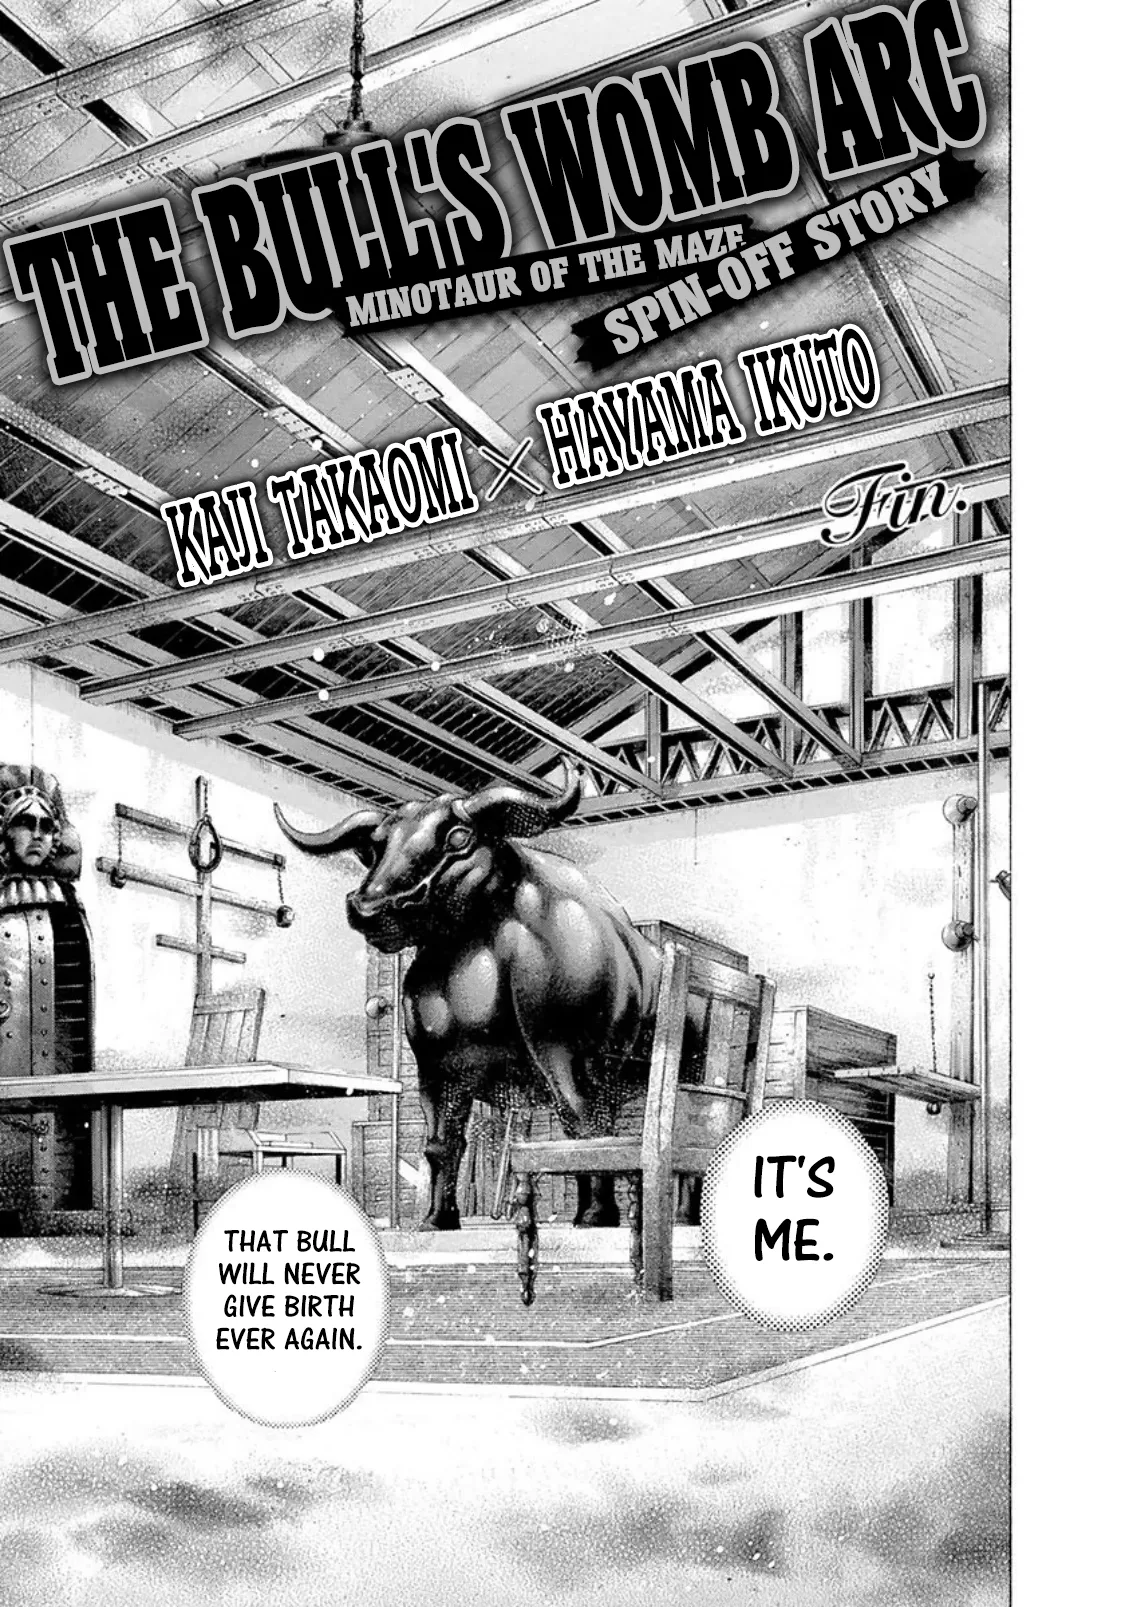 THE BULL'S WOMB ARC
MINOTAUR OF THE MAZE
SPIN-OFF STORY
KAJI TAKAOMI × HAYAMA IKUTO
Fin.
IT'S
ME.
THAT BULL
WILL NEVER
GIVE BIRTH
EVER AGAIN.